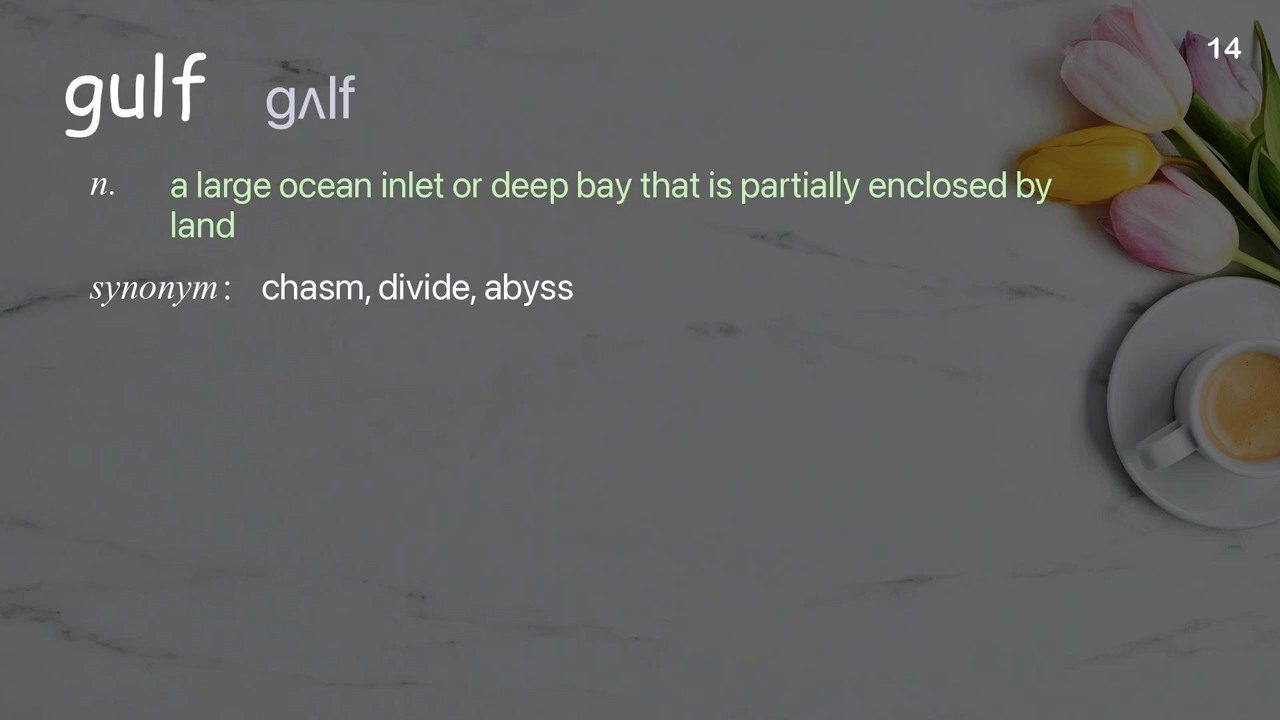 14
gulf gʌlf
n. a large ocean inlet or deep bay that is partially enclosed by
land
synonym: chasm, divide, abyss